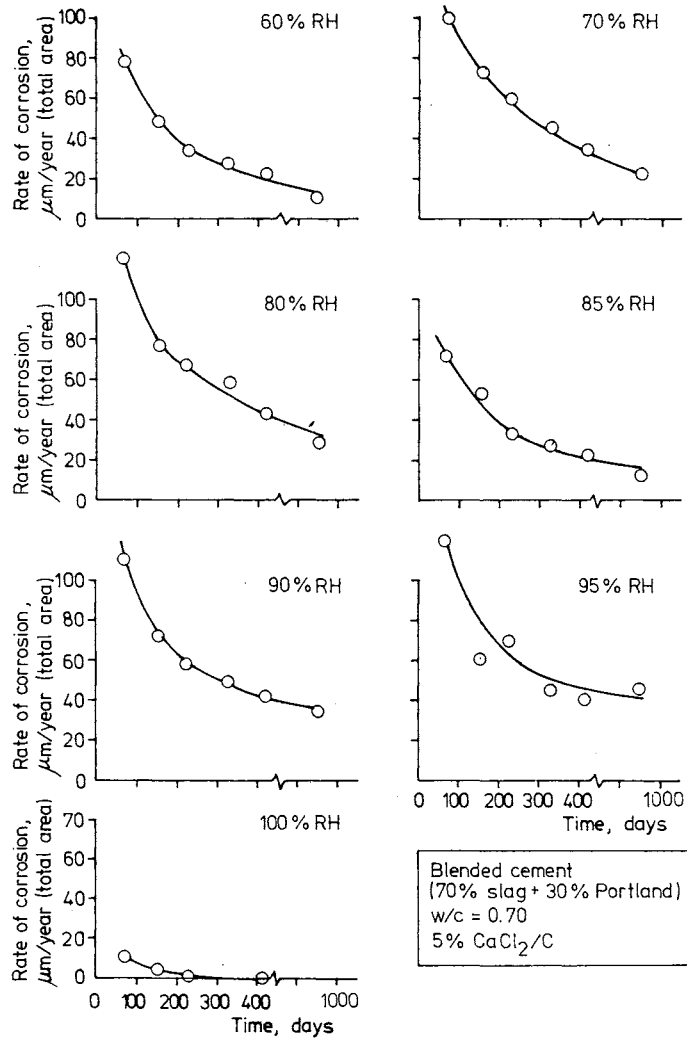 60 % RH
100
80
60
40
20
0
Rate of corrosion,
μm/year (total area)
70 % RH
80 % RH
100
80
60
40
20
0
Rate of corrosion,
μm/year (total area)
85 % RH
90 % RH
100
80
60
40
20
0
Rate of corrosion,
μm/year (total area)
95 % RH
0 100 200 300 400 1000
Time, days
100 % RH
70
60
40
20
0
Rate of corrosion,
μm/year (total area)
0 100 200 300 400 1000
Time, days
Blended cement
(70% slag + 30% Portland)
w/c = 0.70
5% CaCl₂/C